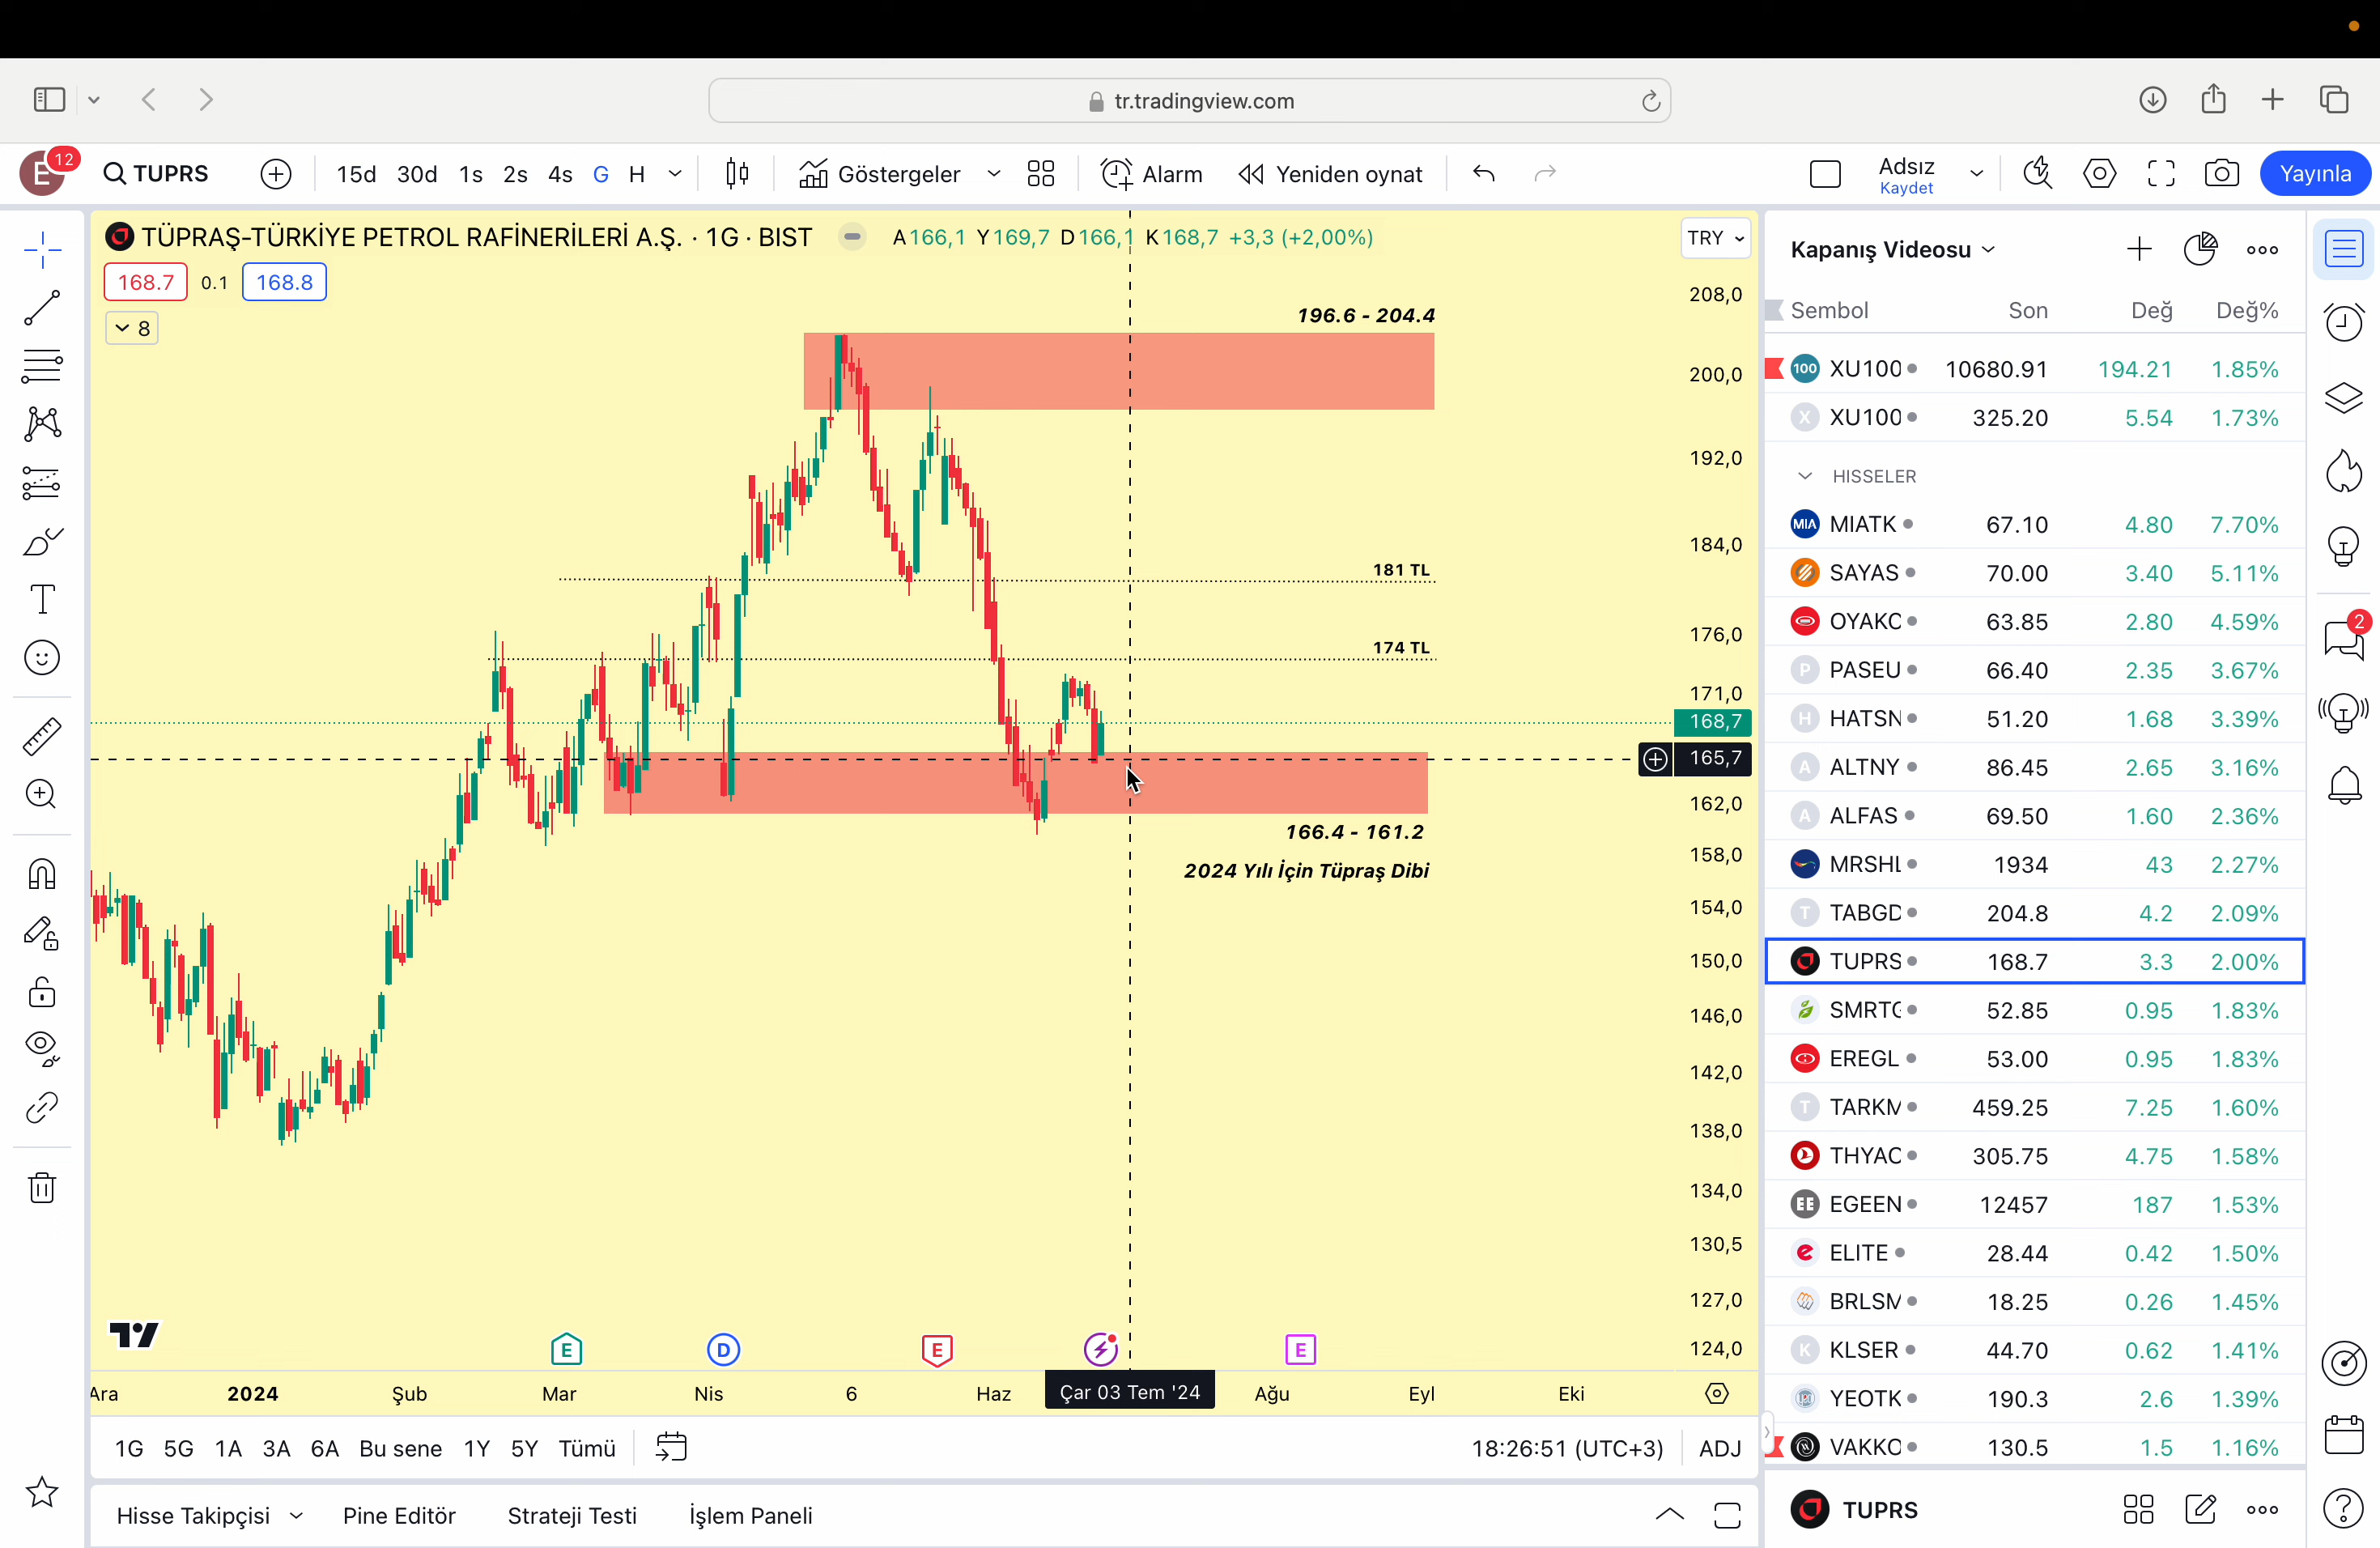 12
tr.tradingview.com
E
TUPRS
15d 30d 1s 2s 4s G H
Göstergeler
Alarm
Yeniden oynat
Adsız
Kaydet
Yayınla
TÜPRAŞ-TÜRKİYE PETROL RAFİNERİLERİ A.Ş. · 1G · BIST
A166,1 Y169,7 D166,1 K168,7 +3,3 (+2,00%)
TRY
168.7 0.1 168.8
8
196.6 - 204.4
181 TL
174 TL
166.4 - 161.2
2024 Yılı İçin Tüpraş Dibi
208,0
200,0
192,0
184,0
176,0
171,0
168,7
165,7
162,0
158,0
154,0
150,0
146,0
142,0
138,0
134,0
130,5
127,0
124,0
E D E E
Ara 2024 Şub Mar Nis 6 Haz Çar 03 Tem '24 Ağu Eyl Eki
1G 5G 1A 3A 6A Bu sene 1Y 5Y Tümü
18:26:51 (UTC+3) ADJ
Hisse Takipçisi Pine Editör Strateji Testi İşlem Paneli
Kapanış Videosu
Sembol Son Değ Değ%
100 XU100 10680.91 194.21 1.85%
X XU100 325.20 5.54 1.73%
HISSELER
MIA MIATK 67.10 4.80 7.70%
SAYAS 70.00 3.40 5.11%
OYAKC 63.85 2.80 4.59%
P PASEU 66.40 2.35 3.67%
H HATSN 51.20 1.68 3.39%
A ALTNY 86.45 2.65 3.16%
A ALFAS 69.50 1.60 2.36%
MRSHL 1934 43 2.27%
T TABGD 204.8 4.2 2.09%
TUPRS 168.7 3.3 2.00%
SMRTG 52.85 0.95 1.83%
EREGL 53.00 0.95 1.83%
T TARKM 459.25 7.25 1.60%
THYAO 305.75 4.75 1.58%
EE EGEEN 12457 187 1.53%
e ELITE 28.44 0.42 1.50%
BRLSM 18.25 0.26 1.45%
K KLSER 44.70 0.62 1.41%
YEOTK 190.3 2.6 1.39%
VAKKO 130.5 1.5 1.16%
TUPRS
2